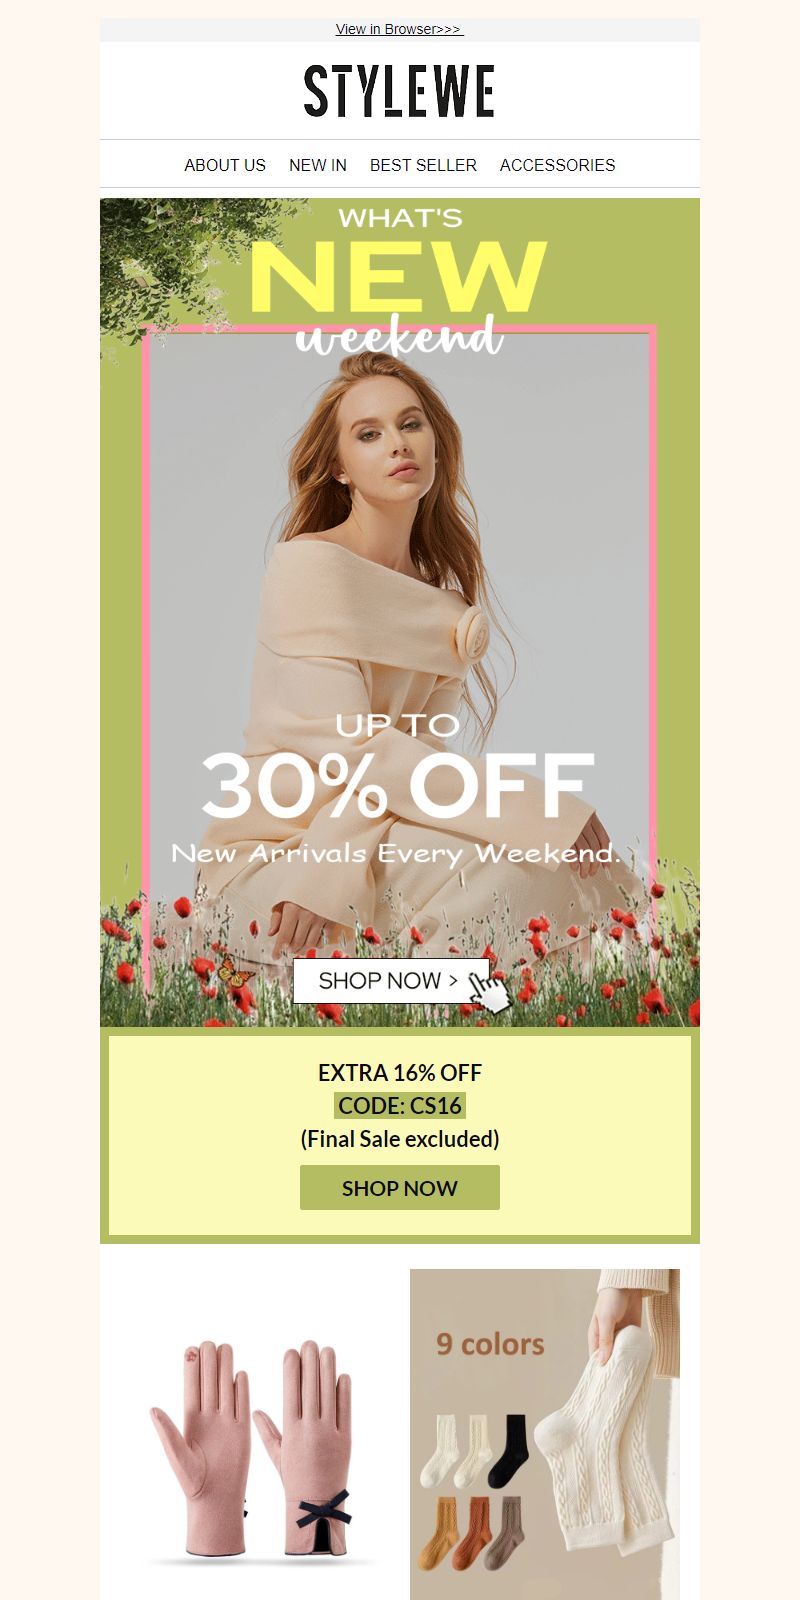 View in Browser>>>
STYLEWE
ABOUT US NEW IN BEST SELLER ACCESSORIES
WHAT'S
NEW
weekend
UP TO
30% OFF
New Arrivals Every Weekend.
SHOP NOW >
EXTRA 16% OFF
CODE: CS16
(Final Sale excluded)
SHOP NOW
9 colors